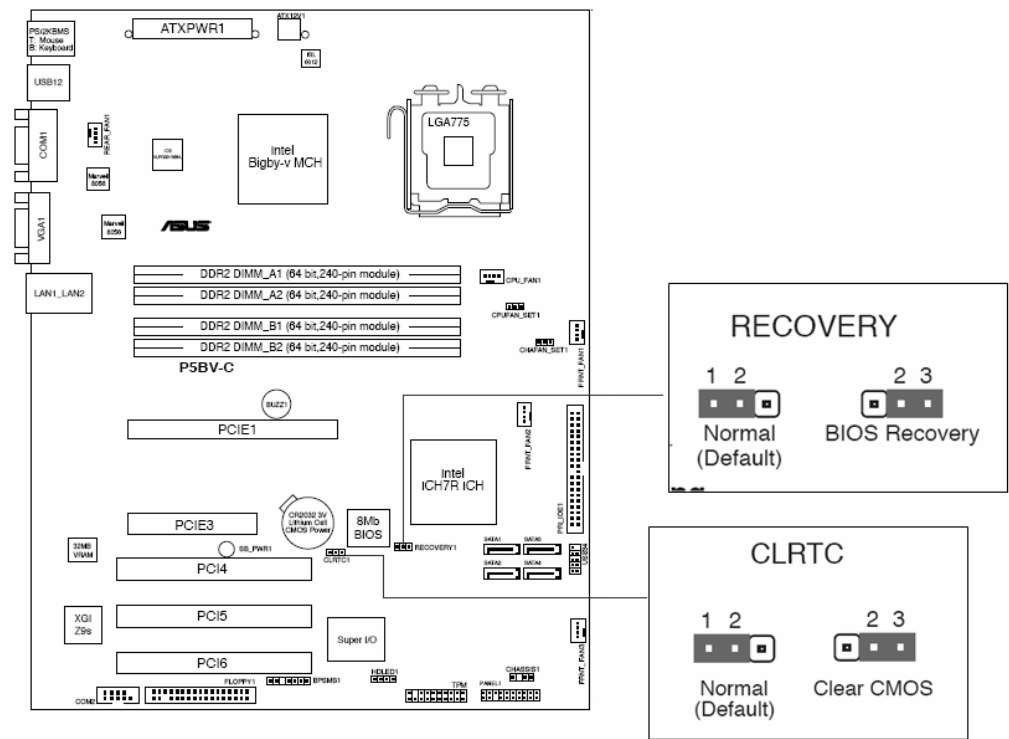 PS/2KBMS
T: Mouse
B: Keyboard
ATXPWR1
ATX12V1
ISL
6612
USB12
COM1
REAR_FAN1
LGA775
Intel
Bigby-v MCH
ICS
Marvell
8056
VGA1
Marvell
8056
ASUS
LAN1_LAN2
DDR2 DIMM_A1 (64 bit,240-pin module)
DDR2 DIMM_A2 (64 bit,240-pin module)
DDR2 DIMM_B1 (64 bit,240-pin module)
DDR2 DIMM_B2 (64 bit,240-pin module)
CPU_FAN1
CPUFAN_SET1
CHAFAN_SET1
FRNT_FAN1
P5BV-C
BUZZ1
PCIE1
FRNT_FAN2
Intel
ICH7R ICH
PRI_IDE1
PCIE3
CR2032 3V
Lithium Cell
CMOS Power
8Mb
BIOS
32MB
VRAM
SB_PWR1
CLRTC1
RECOVERY1
SATA1
SATA3
SATA2
SATA4
USB34
PCI4
XGI
Z9s
PCI5
Super I/O
FRNT_FAN3
PCI6
FLOPPY1
BPSMB1
HDLED1
CHASSIS1
COM2
TPM
PANEL1
RECOVERY
1 2
2 3
Normal
(Default)
BIOS Recovery
CLRTC
1 2
2 3
Normal
(Default)
Clear CMOS